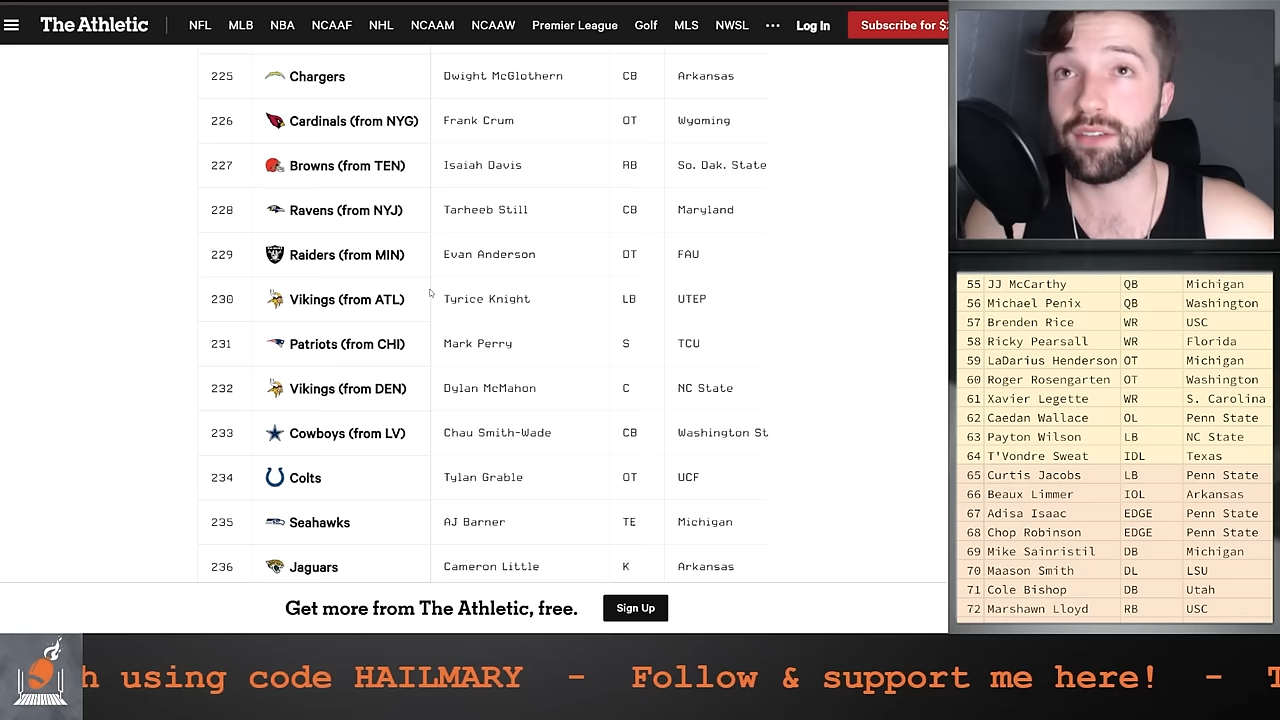 The Athletic NFL MLB NBA NCAAF NHL NCAAM NCAAW Premier League Golf MLS NWSL ••• Log In Subscribe for $
225 Chargers Dwight McGlothern CB Arkansas
226 Cardinals (from NYG) Frank Crum OT Wyoming
227 Browns (from TEN) Isaiah Davis RB So. Dak. State
228 Ravens (from NYJ) Tarheeb Still CB Maryland
229 Raiders (from MIN) Evan Anderson DT FAU
230 Vikings (from ATL) Tyrice Knight LB UTEP
231 Patriots (from CHI) Mark Perry S TCU
232 Vikings (from DEN) Dylan McMahon C NC State
233 Cowboys (from LV) Chau Smith-Wade CB Washington St
234 Colts Tylan Grable OT UCF
235 Seahawks AJ Barner TE Michigan
236 Jaguars Cameron Little K Arkansas
Get more from The Athletic, free. Sign Up
55 JJ McCarthy QB Michigan
56 Michael Penix QB Washington
57 Brenden Rice WR USC
58 Ricky Pearsall WR Florida
59 LaDarius Henderson OT Michigan
60 Roger Rosengarten OT Washington
61 Xavier Legette WR S. Carolina
62 Caedan Wallace OL Penn State
63 Payton Wilson LB NC State
64 T'Vondre Sweat IDL Texas
65 Curtis Jacobs LB Penn State
66 Beaux Limmer IOL Arkansas
67 Adisa Isaac EDGE Penn State
68 Chop Robinson EDGE Penn State
69 Mike Sainristil DB Michigan
70 Maason Smith DL LSU
71 Cole Bishop DB Utah
72 Marshawn Lloyd RB USC
h using code HAILMARY - Follow & support me here! - T